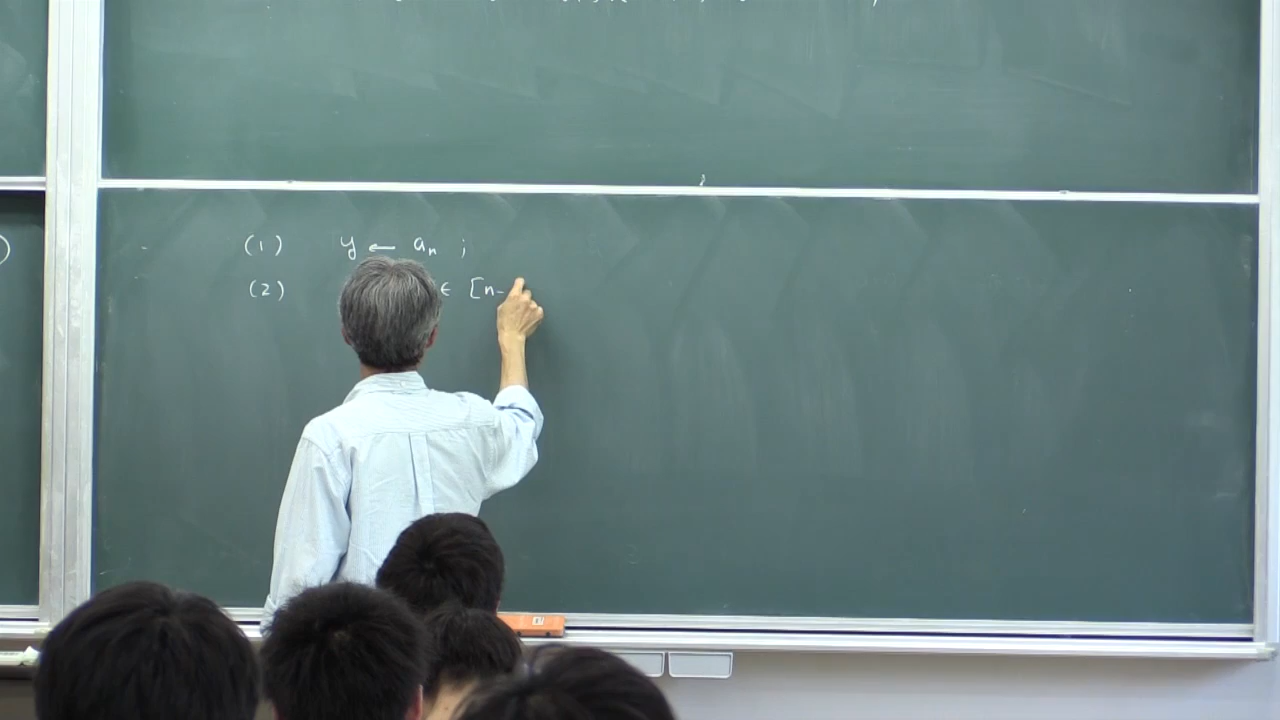 (1) y ← aₙ ;
(2) ∈ [n-
)